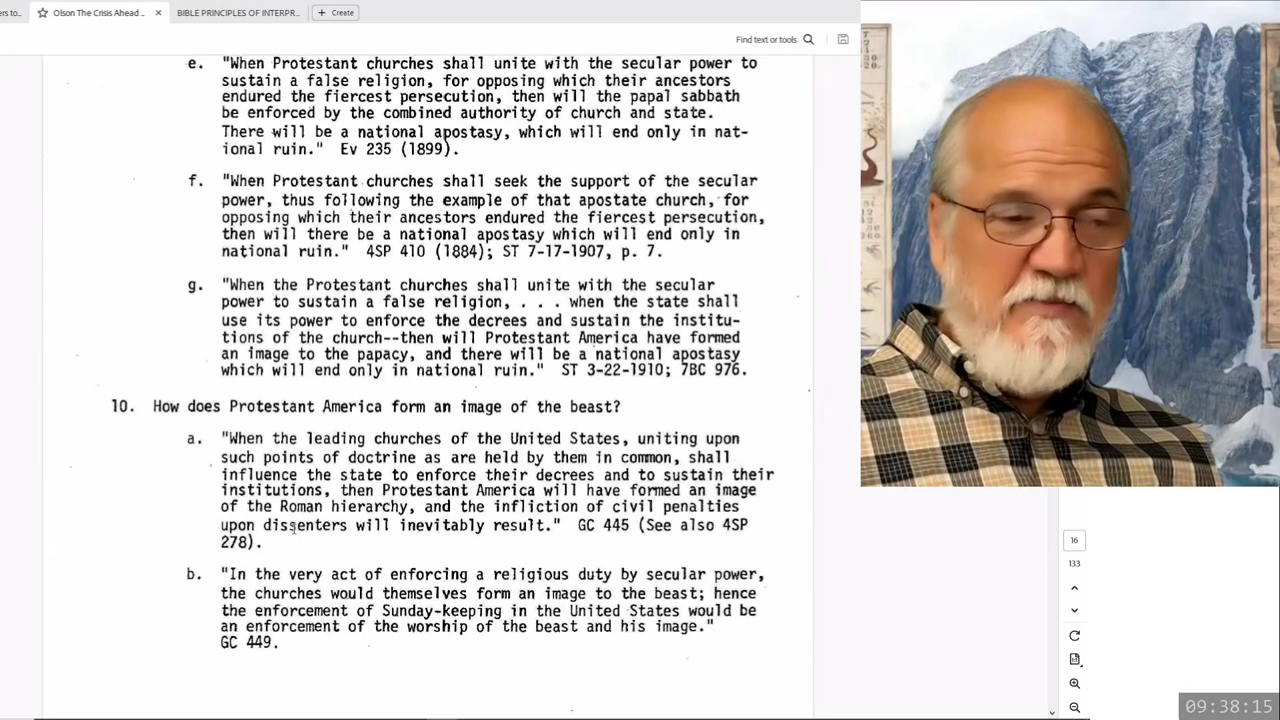 rs to...
Olson The Crisis Ahead ..
BIBLE PRINCIPLES OF INTERPR...
Create
Find text or tools
e. "When Protestant churches shall unite with the secular power to
sustain a false religion, for opposing which their ancestors
endured the fiercest persecution, then will the papal sabbath
be enforced by the combined authority of church and state.
There will be a national apostasy, which will end only in nat-
ional ruin." Ev 235 (1899).
f. "When Protestant churches shall seek the support of the secular
power, thus following the example of that apostate church, for
opposing which their ancestors endured the fiercest persecution,
then will there be a national apostasy which will end only in
national ruin." 4SP 410 (1884); ST 7-17-1907, p. 7.
g. "When the Protestant churches shall unite with the secular
power to sustain a false religion, . . . when the state shall
use its power to enforce the decrees and sustain the institu-
tions of the church--then will Protestant America have formed
an image to the papacy, and there will be a national apostasy
which will end only in national ruin." ST 3-22-1910; 7BC 976.
10. How does Protestant America form an image of the beast?
a. "When the leading churches of the United States, uniting upon
such points of doctrine as are held by them in common, shall
influence the state to enforce their decrees and to sustain their
institutions, then Protestant America will have formed an image
of the Roman hierarchy, and the infliction of civil penalties
upon dissenters will inevitably result." GC 445 (See also 4SP
278).
b. "In the very act of enforcing a religious duty by secular power,
the churches would themselves form an image to the beast; hence
the enforcement of Sunday-keeping in the United States would be
an enforcement of the worship of the beast and his image."
GC 449.
16
133
09:38:15